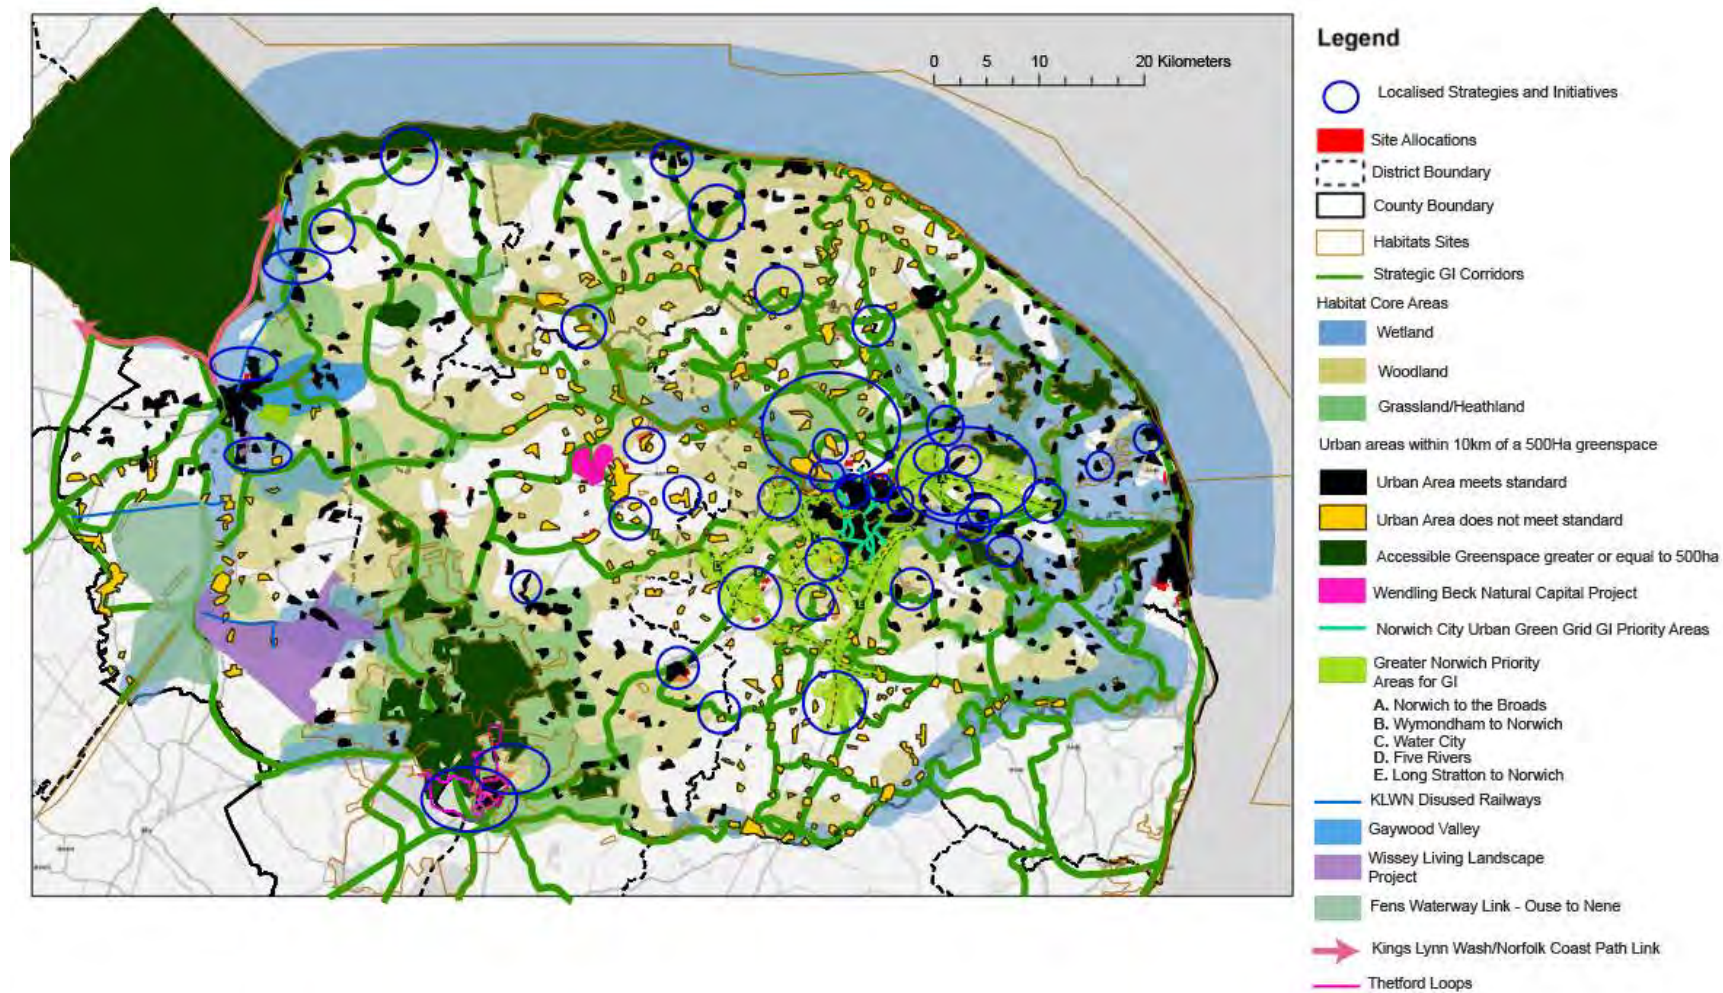 0 5 10 20 Kilometers
Legend
Localised Strategies and Initiatives
Site Allocations
District Boundary
County Boundary
Habitats Sites
Strategic GI Corridors
Habitat Core Areas
Wetland
Woodland
Grassland/Heathland
Urban areas within 10km of a 500Ha greenspace
Urban Area meets standard
Urban Area does not meet standard
Accessible Greenspace greater or equal to 500ha
Wendling Beck Natural Capital Project
Norwich City Urban Green Grid GI Priority Areas
Greater Norwich Priority
Areas for GI
A. Norwich to the Broads
B. Wymondham to Norwich
C. Water City
D. Five Rivers
E. Long Stratton to Norwich
KLWN Disused Railways
Gaywood Valley
Wissey Living Landscape
Project
Fens Waterway Link - Ouse to Nene
Kings Lynn Wash/Norfolk Coast Path Link
Thetford Loops